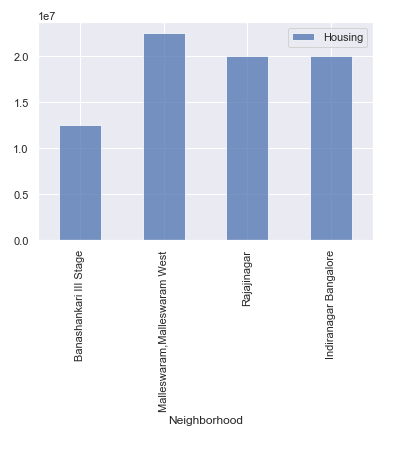 1e7
Housing
2.0
1.5
1.0
0.5
0.0
Banashankari III Stage
Malleswaram,Malleswaram West
Rajajinagar
Indiranagar Bangalore
Neighborhood